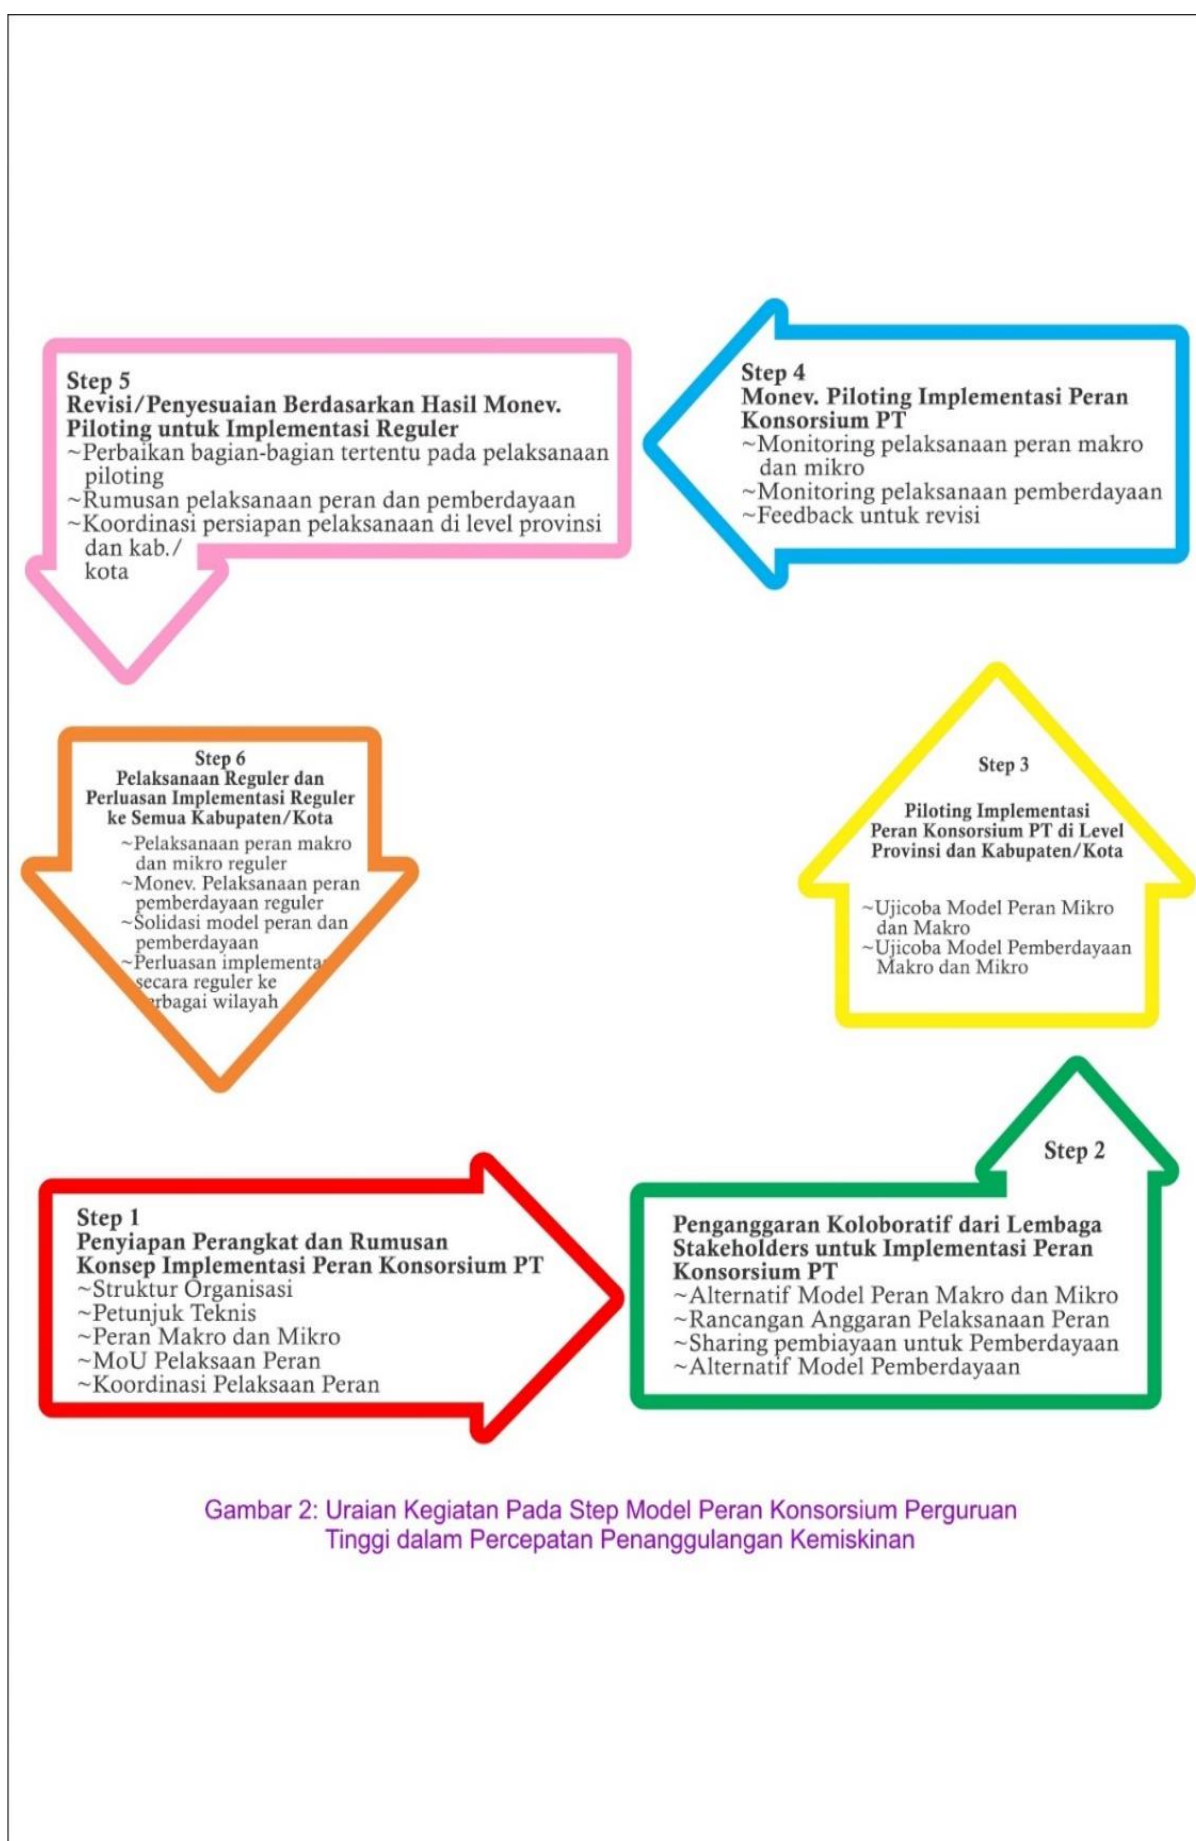 Step 5
Revisi/Penyesuaian Berdasarkan Hasil Monev.
Piloting untuk Implementasi Reguler
~Perbaikan bagian-bagian tertentu pada pelaksanaan
piloting
~Rumusan pelaksanaan peran dan pemberdayaan
~Koordinasi persiapan pelaksanaan di level provinsi
dan kab./
kota
Step 4
Monev. Piloting Implementasi Peran
Konsorsium PT
~Monitoring pelaksanaan peran makro
dan mikro
~Monitoring pelaksanaan pemberdayaan
~Feedback untuk revisi
Step 6
Pelaksanaan Reguler dan
Perluasan Implementasi Reguler
ke Semua Kabupaten/Kota
~Pelaksanaan peran makro
dan mikro reguler
~Monev. Pelaksanaan peran
pemberdayaan reguler
~Solidasi model peran dan
pemberdayaan
~Perluasan implementa
secara reguler ke
erbagai wilayah
Step 3
Piloting Implementasi
Peran Konsorsium PT di Level
Provinsi dan Kabupaten/Kota
~Ujicoba Model Peran Mikro
dan Makro
~Ujicoba Model Pemberdayaan
Makro dan Mikro
Step 1
Penyiapan Perangkat dan Rumusan
Konsep Implementasi Peran Konsorsium PT
~Struktur Organisasi
~Petunjuk Teknis
~Peran Makro dan Mikro
~MoU Pelaksaan Peran
~Koordinasi Pelaksaan Peran
Step 2
Penganggaran Koloboratif dari Lembaga
Stakeholders untuk Implementasi Peran
Konsorsium PT
~Alternatif Model Peran Makro dan Mikro
~Rancangan Anggaran Pelaksanaan Peran
~Sharing pembiayaan untuk Pemberdayaan
~Alternatif Model Pemberdayaan
Gambar 2: Uraian Kegiatan Pada Step Model Peran Konsorsium Perguruan
Tinggi dalam Percepatan Penanggulangan Kemiskinan